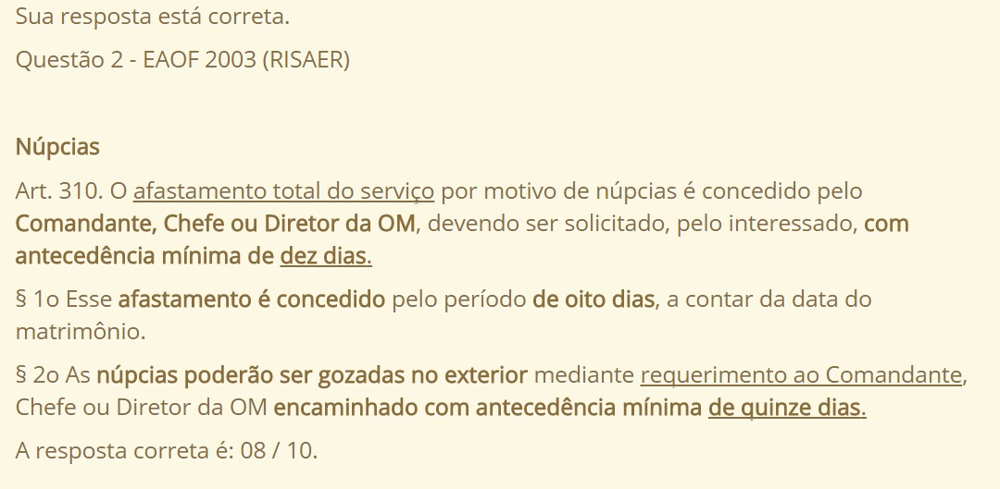 Sua resposta está correta.
Questão 2 - EAOF 2003 (RISAER)
Núpcias
Art. 310. O afastamento total do serviço por motivo de núpcias é concedido pelo
Comandante, Chefe ou Diretor da OM, devendo ser solicitado, pelo interessado, com
antecedência mínima de dez dias.
§ 1o Esse afastamento é concedido pelo período de oito dias, a contar da data do
matrimônio.
§ 2o As núpcias poderão ser gozadas no exterior mediante requerimento ao Comandante,
Chefe ou Diretor da OM encaminhado com antecedência mínima de quinze dias.
A resposta correta é: 08 / 10.